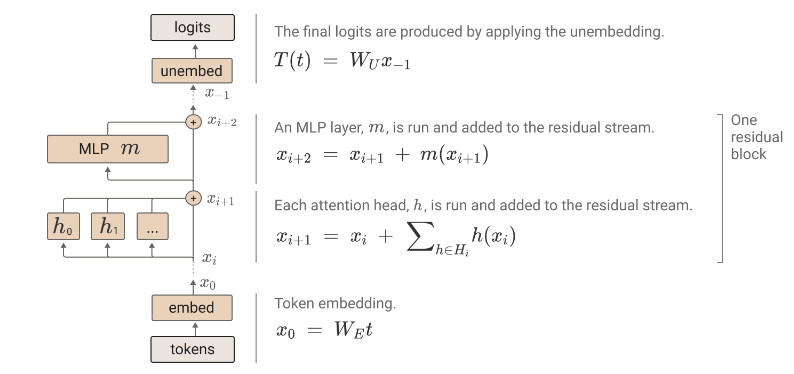 logits
The final logits are produced by applying the unembedding.
T(t) = W_U x_{-1}
unembed
x_{-1}
x_{i+2}
An MLP layer, m, is run and added to the residual stream.
x_{i+2} = x_{i+1} + m(x_{i+1})
MLP m
One
residual
block
x_{i+1}
Each attention head, h, is run and added to the residual stream.
x_{i+1} = x_i + ∑_{h∈H_i} h(x_i)
h_0 h_1 ...
x_i
x_0
embed
Token embedding.
x_0 = W_E t
tokens